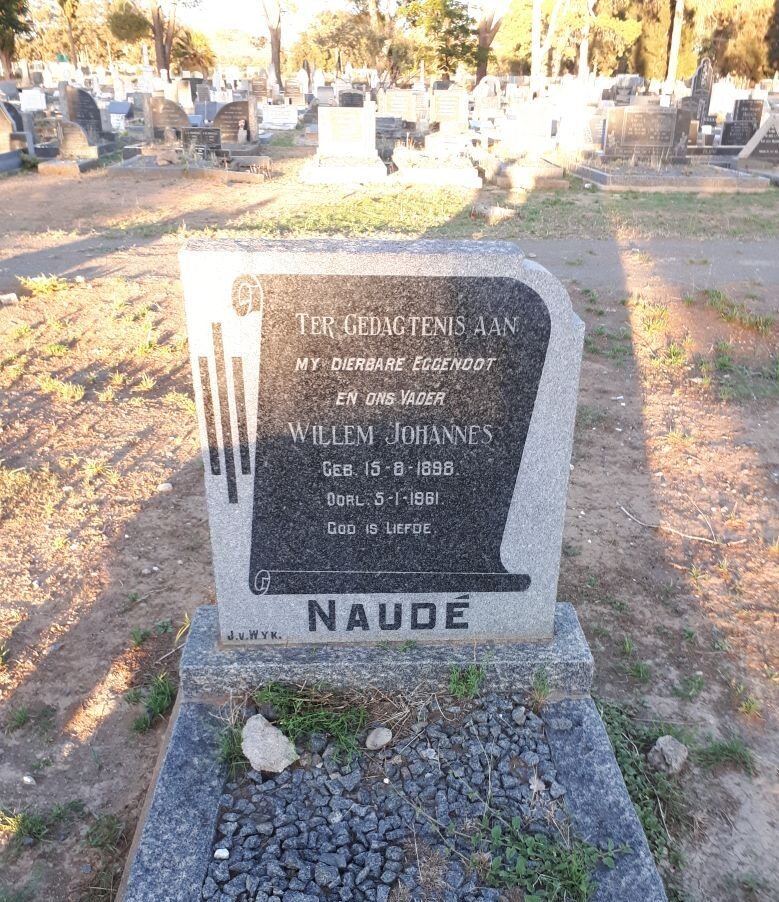 TER GEDAGTENIS AAN
MY DIERBARE EGGENOOT
EN ONS VADER
WILLEM JOHANNES
GEB. 15-8-1898.
OORL. 5-1-1961.
GOD IS LIEFDE.
NAUDÉ
J.V.WYK.